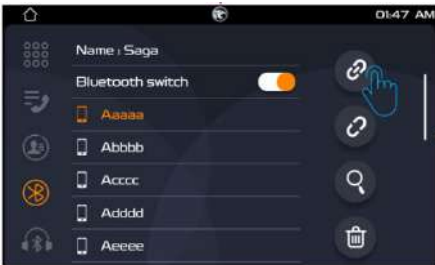 01:47 AM
Name : Saga
Bluetooth switch
Aaaaa
Abbbb
Acccc
Adddd
Aeeee